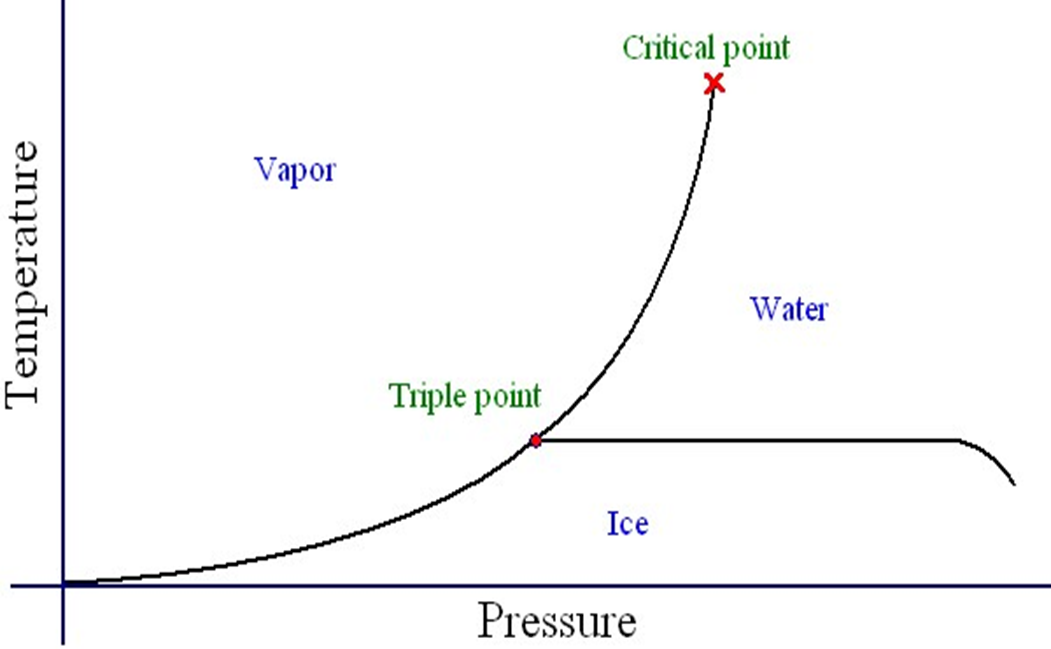 Critical point
Vapor
Temperature
Water
Triple point
Ice
Pressure